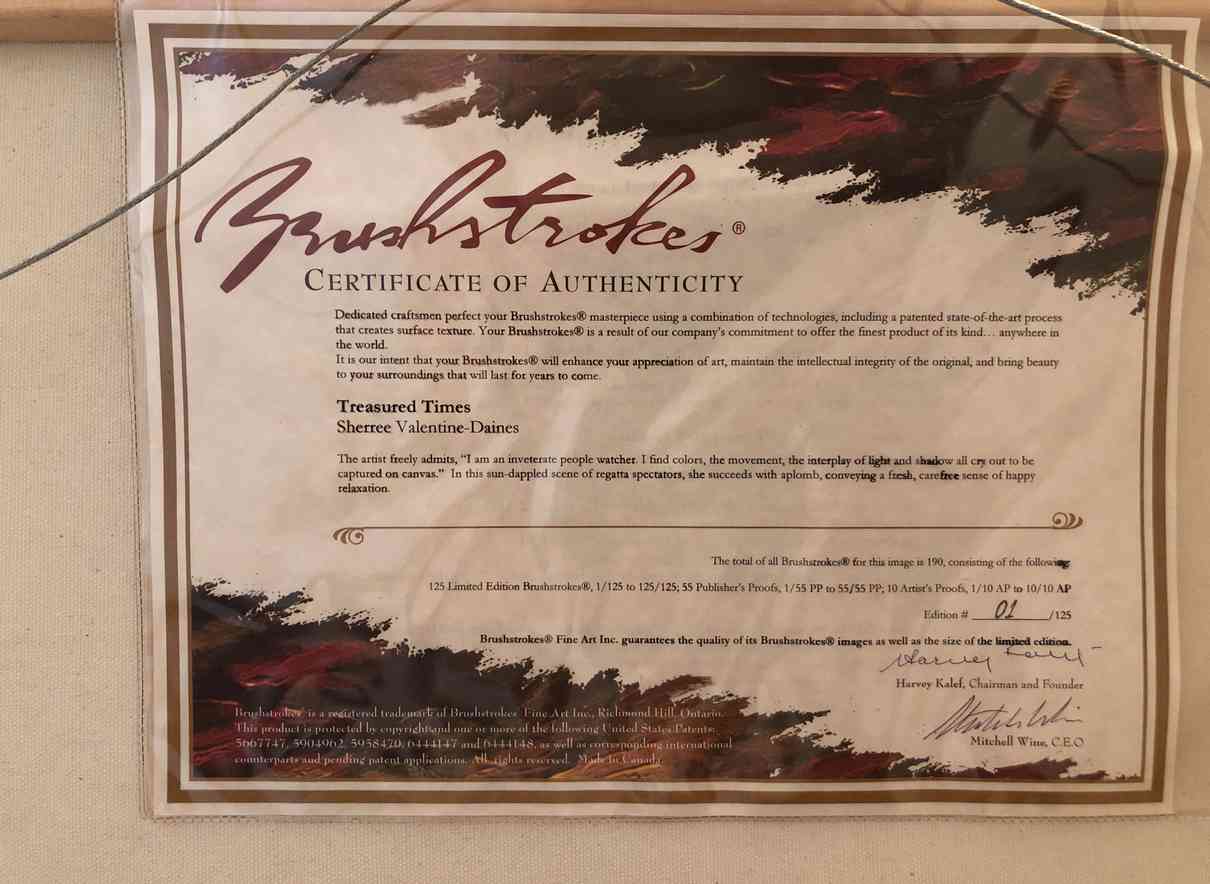 Brushstrokes®
CERTIFICATE OF AUTHENTICITY
Dedicated craftsmen perfect your Brushstrokes® masterpiece using a combination of technologies, including a patented state-of-the-art process
that creates surface texture. Your Brushstrokes® is a result of our company's commitment to offer the finest product of its kind... anywhere in
the world.
It is our intent that your Brushstrokes® will enhance your appreciation of art, maintain the intellectual integrity of the original, and bring beauty
to your surroundings that will last for years to come.
Treasured Times
Sherree Valentine-Daines
The artist freely admits, "I am an inveterate people watcher. I find colors, the movement, the interplay of light and shadow all cry out to be
captured on canvas." In this sun-dappled scene of regatta spectators, she succeeds with aplomb, conveying a fresh, carefree sense of happy
relaxation.
The total of all Brushstrokes® for this image is 190, consisting of the following:
125 Limited Edition Brushstrokes®, 1/125 to 125/125; 55 Publisher's Proofs, 1/55 PP to 55/55 PP; 10 Artist's Proofs, 1/10 AP to 10/10 AP
Edition # 01 /125
Brushstrokes® Fine Art Inc. guarantees the quality of its Brushstrokes® images as well as the size of the limited edition.
Harvey Kalef, Chairman and Founder
Mitchell Wine, C.E.O
Brushstrokes® is a registered trademark of Brushstrokes® Fine Art Inc., Richmond Hill, Ontario.
This product is protected by copyright and one or more of the following United States Patents:
5667747, 5904962, 5958470, 6444147 and 6444148, as well as corresponding international
counterparts and pending patent applications. All rights reserved. Made in Canada.